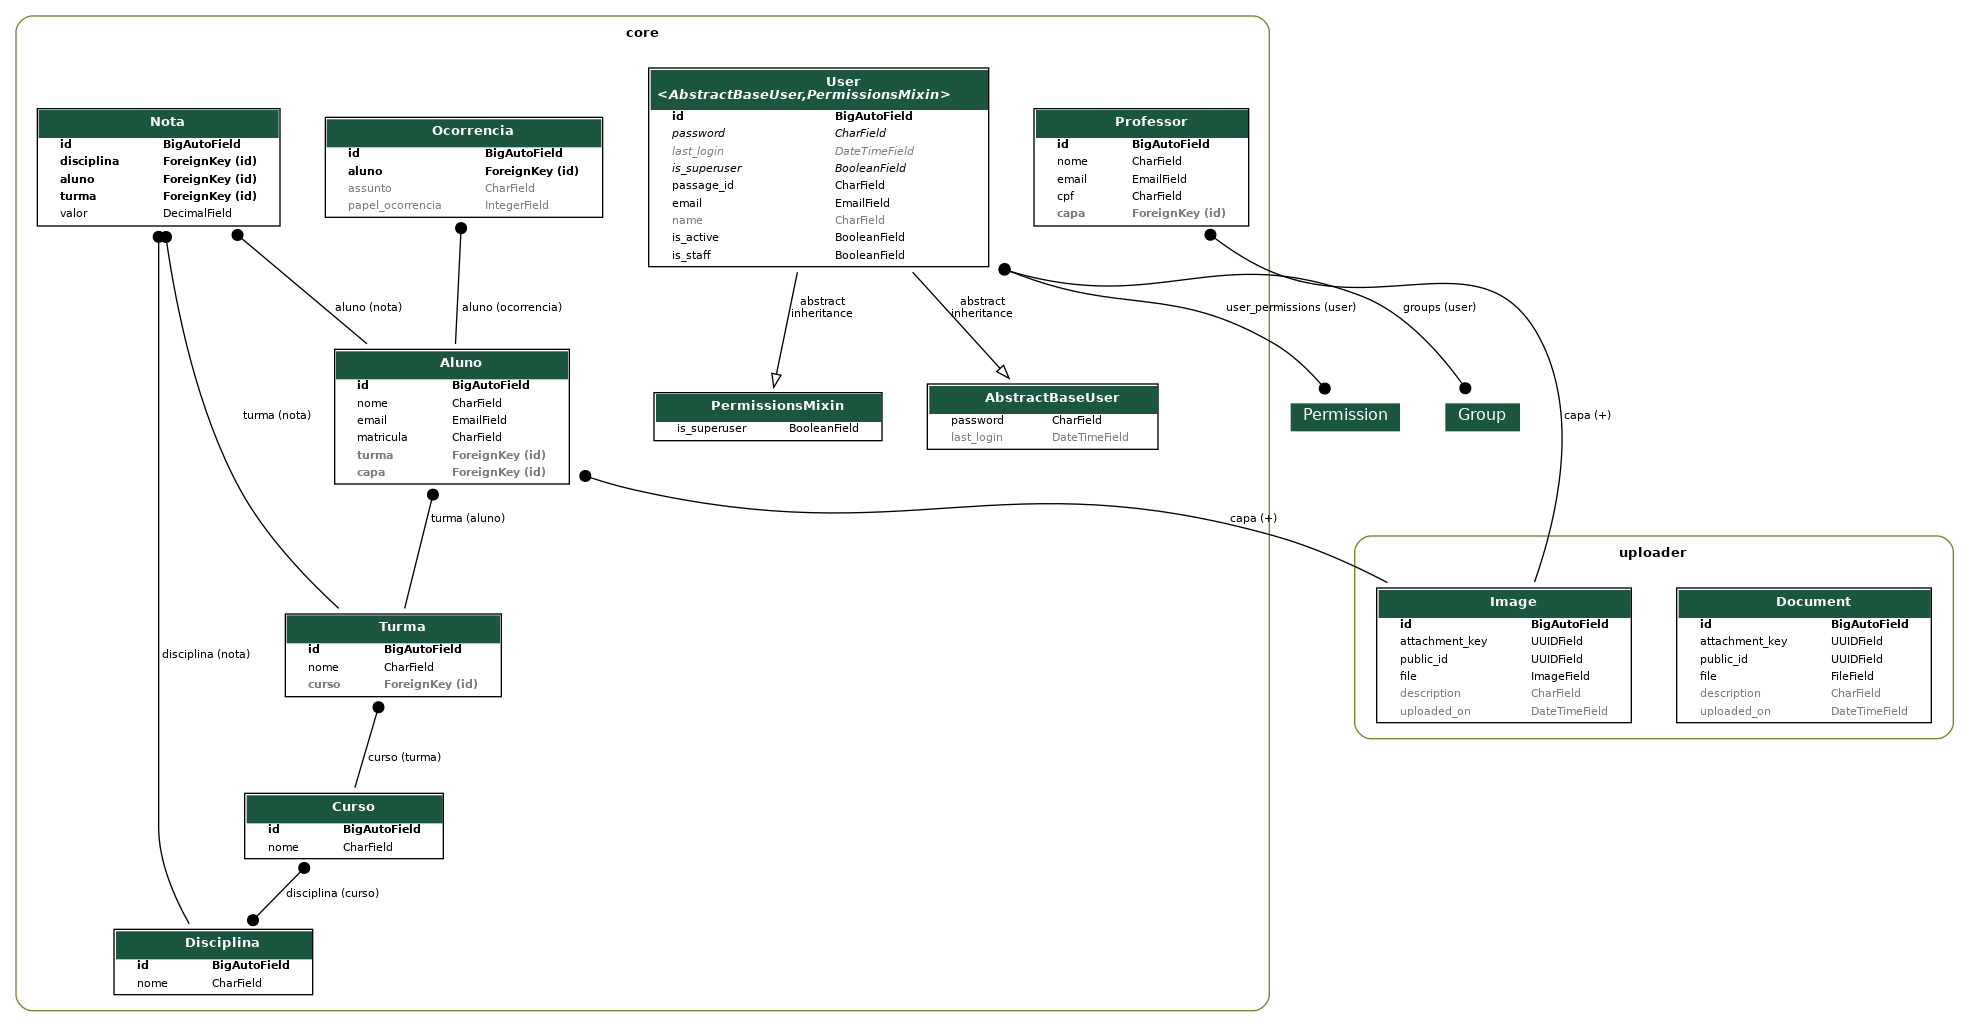 core
User
<AbstractBaseUser,PermissionsMixin>
id BigAutoField
password CharField
last_login DateTimeField
is_superuser BooleanField
passage_id CharField
email EmailField
name CharField
is_active BooleanField
is_staff BooleanField
Nota
id BigAutoField
disciplina ForeignKey (id)
aluno ForeignKey (id)
turma ForeignKey (id)
valor DecimalField
Ocorrencia
id BigAutoField
aluno ForeignKey (id)
assunto CharField
papel_ocorrencia IntegerField
Professor
id BigAutoField
nome CharField
email EmailField
cpf CharField
capa ForeignKey (id)
aluno (nota)
aluno (ocorrencia)
abstract
inheritance
abstract
inheritance
user_permissions (user)
groups (user)
Aluno
id BigAutoField
nome CharField
email EmailField
matricula CharField
turma ForeignKey (id)
capa ForeignKey (id)
PermissionsMixin
is_superuser BooleanField
AbstractBaseUser
password CharField
last_login DateTimeField
Permission
Group
turma (nota)
capa (+)
turma (aluno)
capa (+)
uploader
Image
id BigAutoField
attachment_key UUIDField
public_id UUIDField
file ImageField
description CharField
uploaded_on DateTimeField
Document
id BigAutoField
attachment_key UUIDField
public_id UUIDField
file FileField
description CharField
uploaded_on DateTimeField
Turma
id BigAutoField
nome CharField
curso ForeignKey (id)
disciplina (nota)
curso (turma)
Curso
id BigAutoField
nome CharField
disciplina (curso)
Disciplina
id BigAutoField
nome CharField